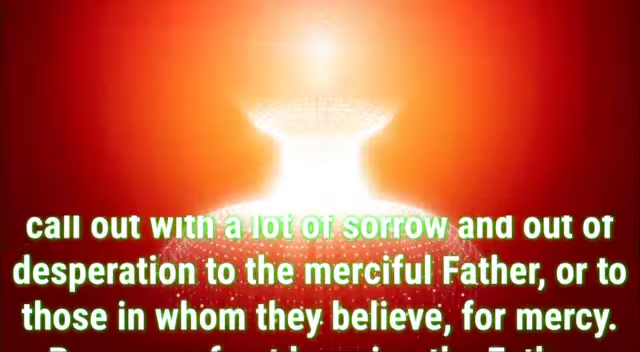 call out with a lot of sorrow and out of
desperation to the merciful Father, or to
those in whom they believe, for mercy.